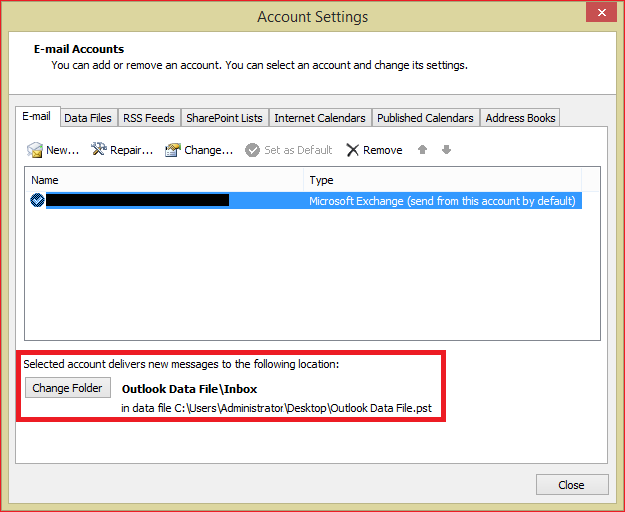 Account Settings
E-mail Accounts
You can add or remove an account. You can select an account and change its settings.
E-mail Data Files RSS Feeds SharePoint Lists Internet Calendars Published Calendars Address Books
New... Repair... Change... Set as Default Remove
Name Type
Microsoft Exchange (send from this account by default)
Selected account delivers new messages to the following location:
Change Folder Outlook Data File\Inbox
in data file C:\Users\Administrator\Desktop\Outlook Data File.pst
Close